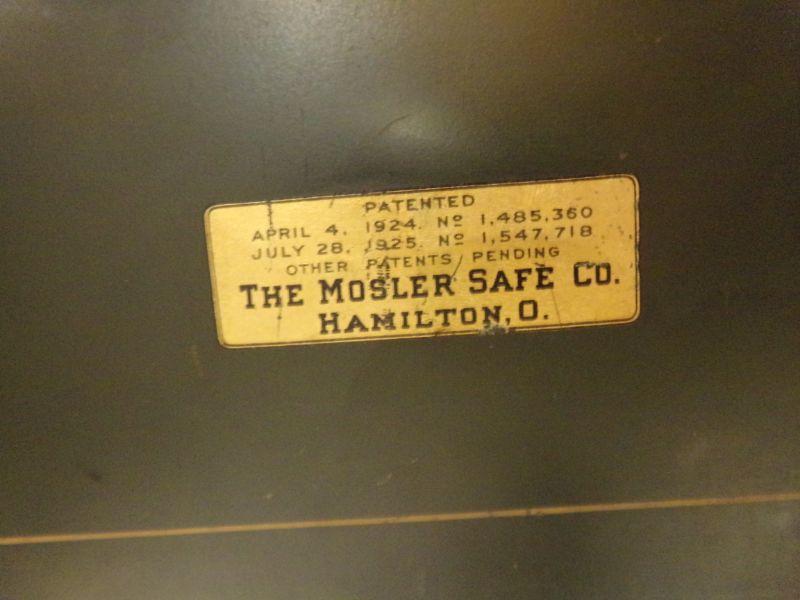 PATENTED
APRIL 4, 1924. No 1,485,360
JULY 28, 1925. No 1,547,718
OTHER PATENTS PENDING
THE MOSLER SAFE CO.
HAMILTON, O.